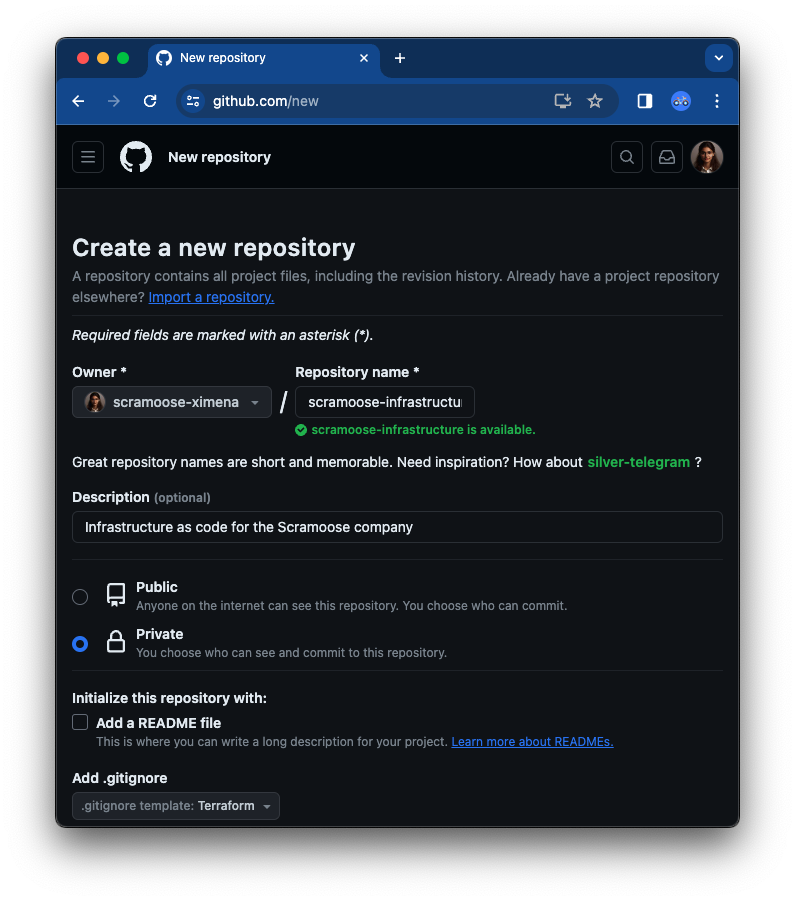 New repository
github.com/new
New repository
Create a new repository
A repository contains all project files, including the revision history. Already have a project repository
elsewhere? Import a repository.
Required fields are marked with an asterisk (*).
Owner * Repository name *
scramoose-ximena / scramoose-infrastructu
scramoose-infrastructure is available.
Great repository names are short and memorable. Need inspiration? How about silver-telegram ?
Description (optional)
Infrastructure as code for the Scramoose company
Public
Anyone on the internet can see this repository. You choose who can commit.
Private
You choose who can see and commit to this repository.
Initialize this repository with:
Add a README file
This is where you can write a long description for your project. Learn more about READMEs.
Add .gitignore
.gitignore template: Terraform